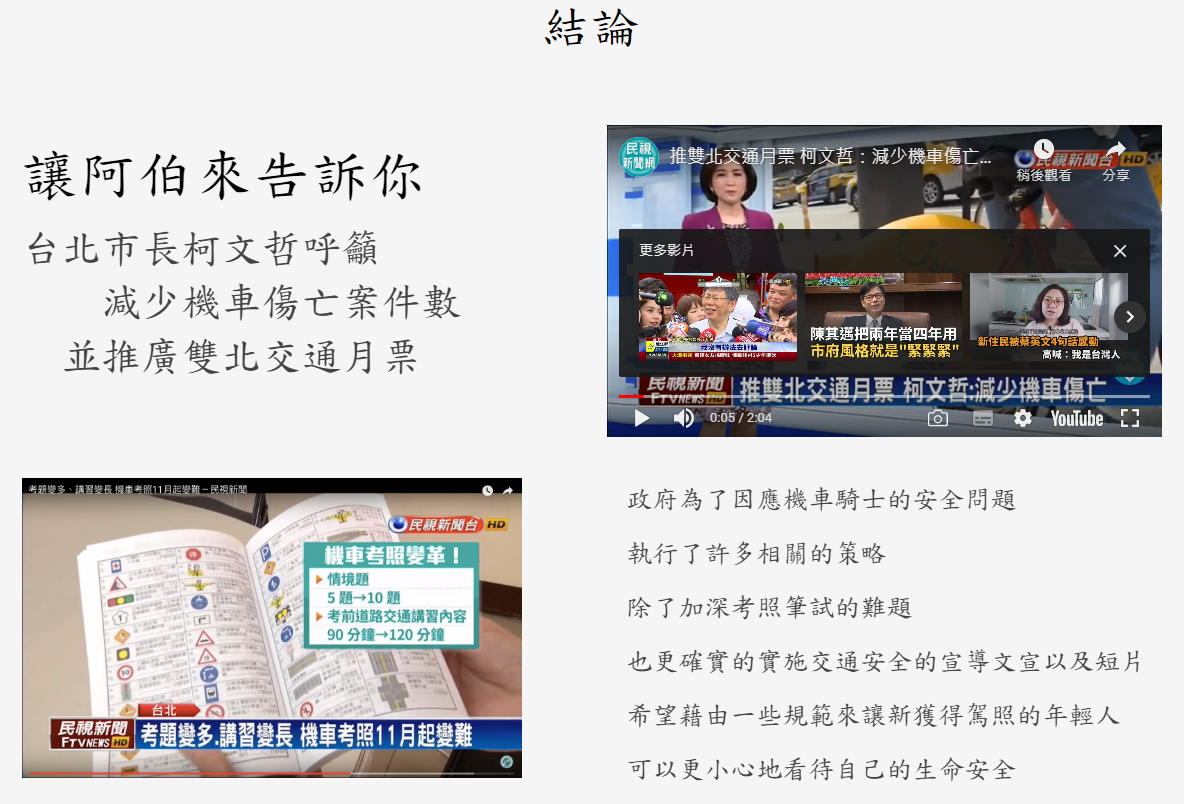 結論
讓阿伯來告訴你
台北市長柯文哲呼籲
減少機車傷亡案件數
並推廣雙北交通月票
民視
新聞網
推雙北交通月票 柯文哲：減少機車傷亡...
民視新聞台 HD
稍後觀看
分享
更多影片
陳其邁把兩年當四年用
市府風格就是"緊緊緊"
新住民被蔡英文4句話感動
高喊：我是台灣人
民視新聞
FTVNEWS HD
推雙北交通月票 柯文哲:減少機車傷亡
0:05 / 2:04
YouTube
考題變多、講習變長 機車考照11月起變難－民視新聞
民視新聞台 HD
機車考照變革！
情境題
5 題→10 題
考前道路交通講習內容
90 分鐘→120 分鐘
台北
民視新聞
FTVNEWS HD
考題變多.講習變長 機車考照11月起變難
政府為了因應機車騎士的安全問題
執行了許多相關的策略
除了加深考照筆試的難題
也更確實的實施交通安全的宣導文宣以及短片
希望藉由一些規範來讓新獲得駕照的年輕人
可以更小心地看待自己的生命安全